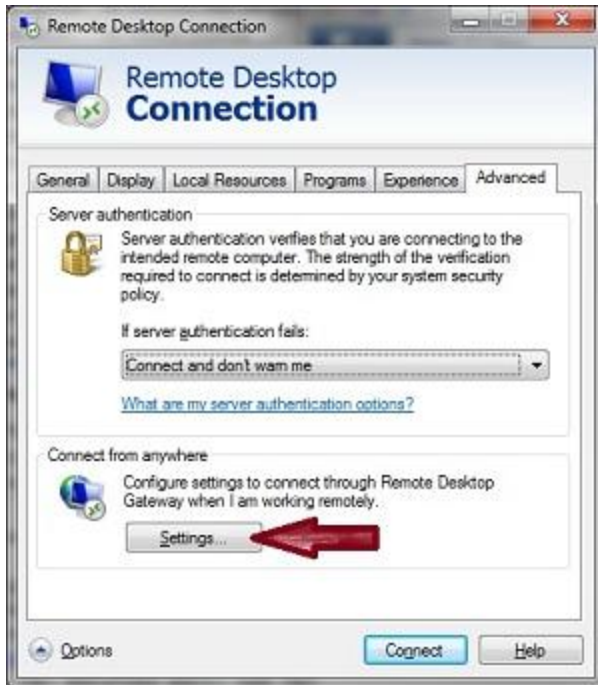 Remote Desktop Connection
Remote Desktop
Connection
General Display Local Resources Programs Experience Advanced
Server authentication
Server authentication verifies that you are connecting to the
intended remote computer. The strength of the verification
required to connect is determined by your system security
policy.
If server authentication fails:
Connect and don't warn me
What are my server authentication options?
Connect from anywhere
Configure settings to connect through Remote Desktop
Gateway when I am working remotely.
Settings...
Options Connect Help